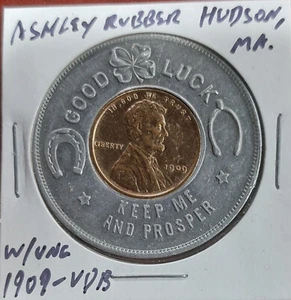 ASHLEY RUBBER HUDSON,
MA.
GOOD LUCK
IN GOD WE TRUST
LIBERTY
1909
KEEP ME
AND PROSPER
W/UNC
1909-VDB